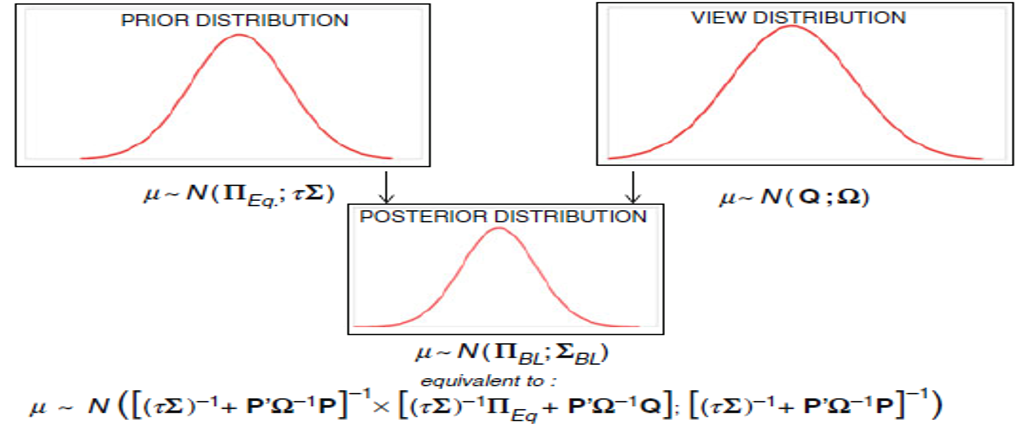 PRIOR DISTRIBUTION
VIEW DISTRIBUTION
μ ~ N(Π_Eq.; τΣ)
μ ~ N(Q; Ω)
POSTERIOR DISTRIBUTION
μ ~ N(Π_BL; Σ_BL)
equivalent to :
μ ~ N([(τΣ)⁻¹ + P'Ω⁻¹P]⁻¹ × [(τΣ)⁻¹Π_Eq + P'Ω⁻¹Q]; [(τΣ)⁻¹ + P'Ω⁻¹P]⁻¹)